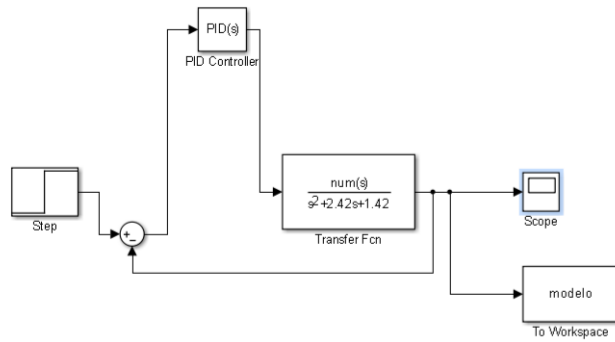 PID(s)
PID Controller
num(s)
s²+2.42s+1.42
Transfer Fcn
Step
+
−
Scope
modelo
To Workspace